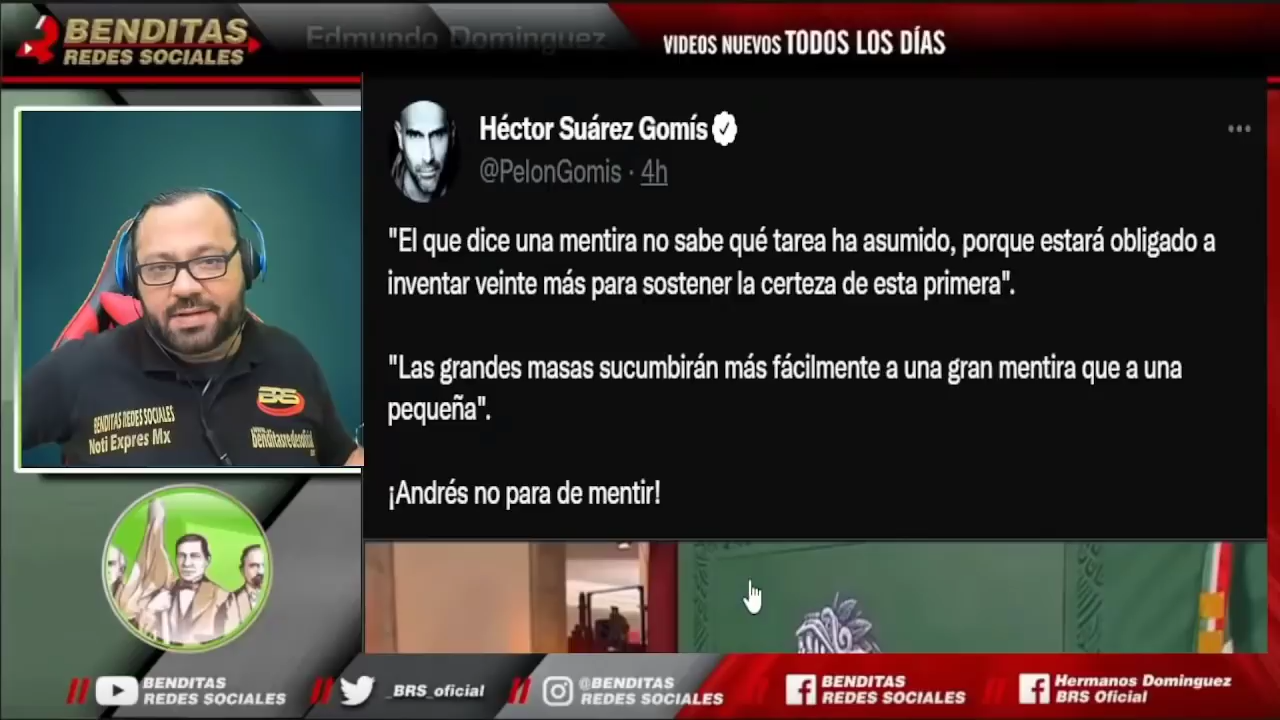 BENDITAS
REDES SOCIALES
Edmundo Dominguez
VIDEOS NUEVOS TODOS LOS DÍAS
Héctor Suárez Gomís
@PelonGomis · 4h
"El que dice una mentira no sabe qué tarea ha asumido, porque estará obligado a
inventar veinte más para sostener la certeza de esta primera".
"Las grandes masas sucumbirán más fácilmente a una gran mentira que a una
pequeña".
¡Andrés no para de mentir!
BENDITAS REDES SOCIALES
Noti Expres Mx
BRS
BENDITAS
REDES SOCIALES
_BRS_oficial
@BENDITAS
REDES SOCIALES
BENDITAS
REDES SOCIALES
Hermanos Dominguez
BRS Oficial